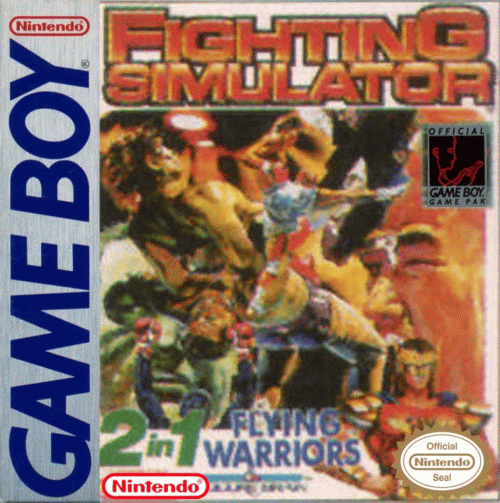 Nintendo
GAME BOY
®
FIGHTING
SIMULATOR
OFFICIAL
GAME BOY
GAME PAK
2 in 1
FLYING
WARRIORS
Nintendo
Official
Nintendo
Seal